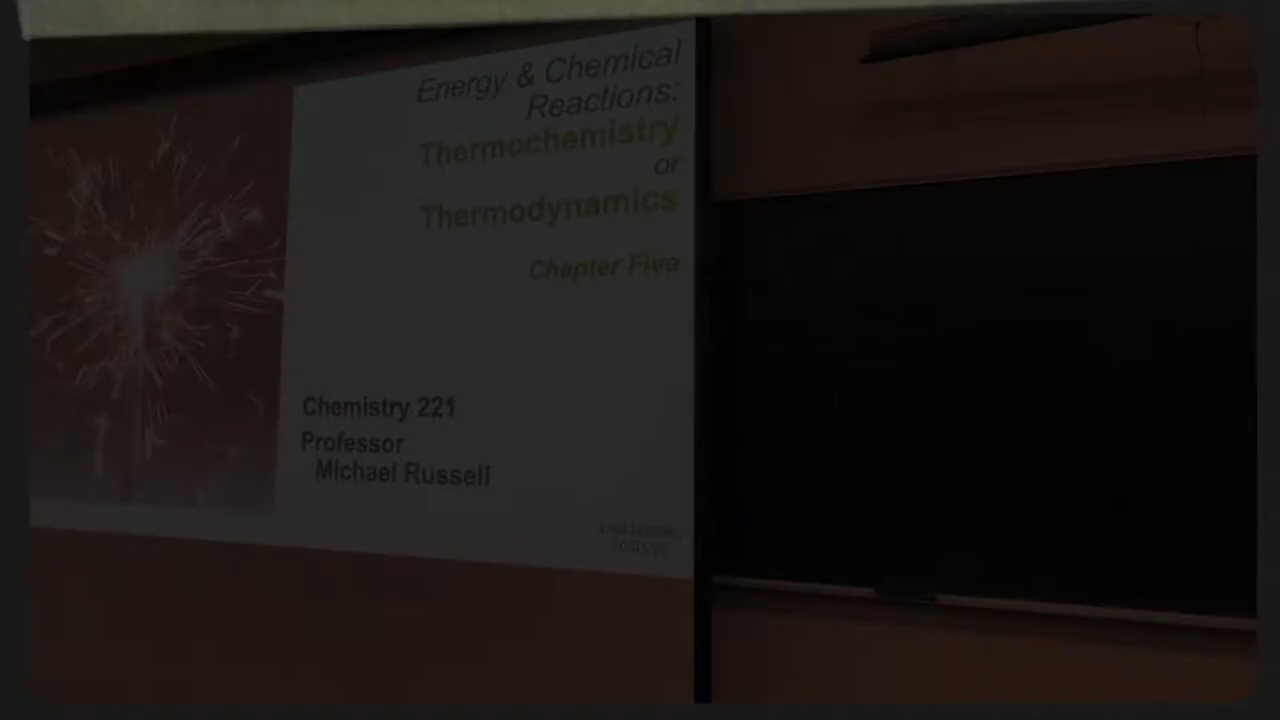 Energy & Chemical
Reactions:
Thermochemistry
or
Thermodynamics
Chapter Five
Chemistry 221
Professor
Michael Russell